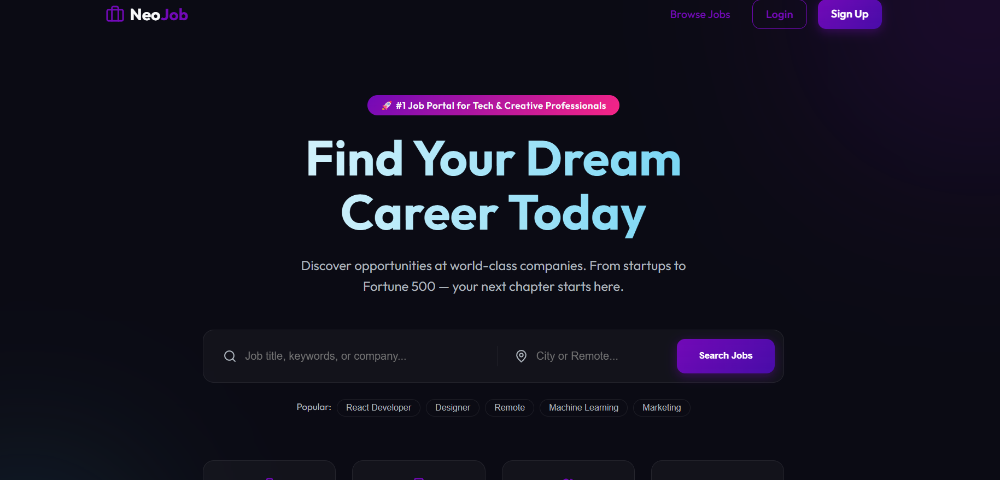 NeoJob
Browse Jobs
Login
Sign Up
🚀 #1 Job Portal for Tech & Creative Professionals
Find Your Dream
Career Today
Discover opportunities at world-class companies. From startups to
Fortune 500 — your next chapter starts here.
Job title, keywords, or company...
City or Remote...
Search Jobs
Popular:
React Developer
Designer
Remote
Machine Learning
Marketing